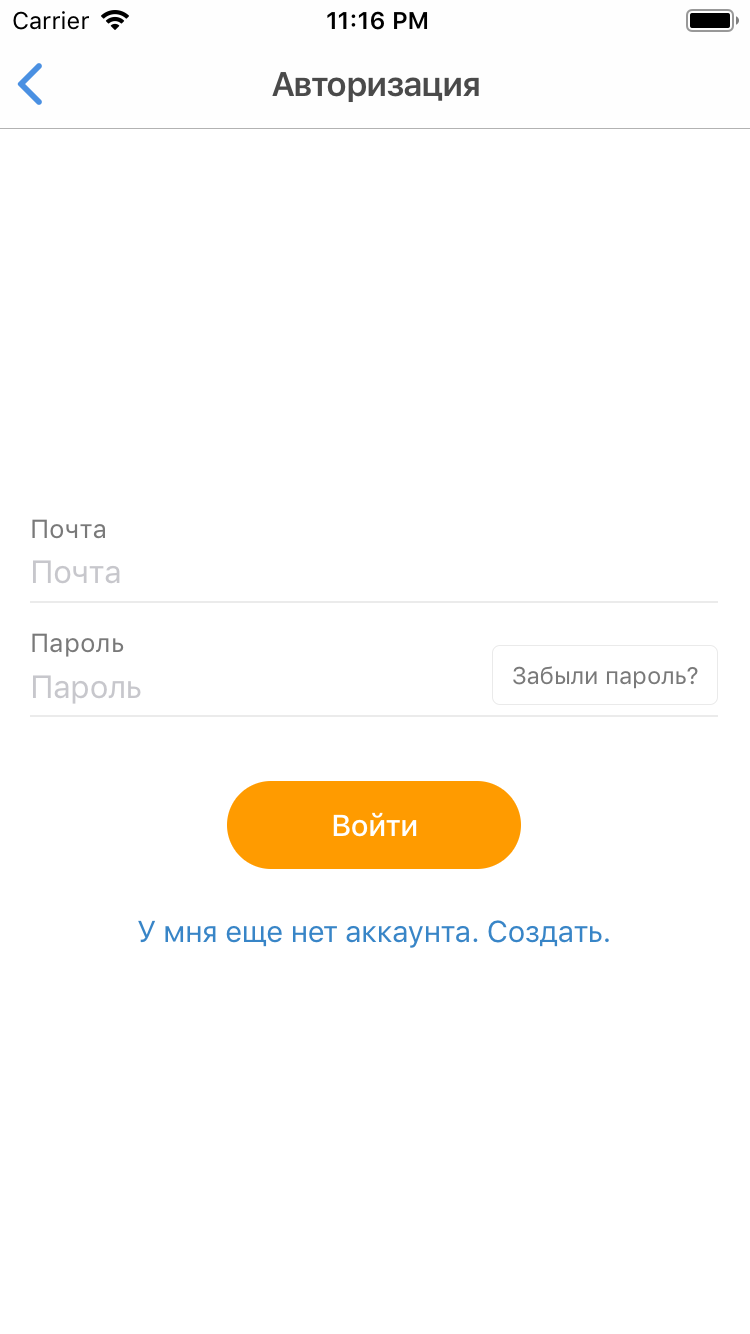 Carrier 11:16 PM
Авторизация
Почта
Почта
Пароль
Пароль
Забыли пароль?
Войти
У мня еще нет аккаунта. Создать.